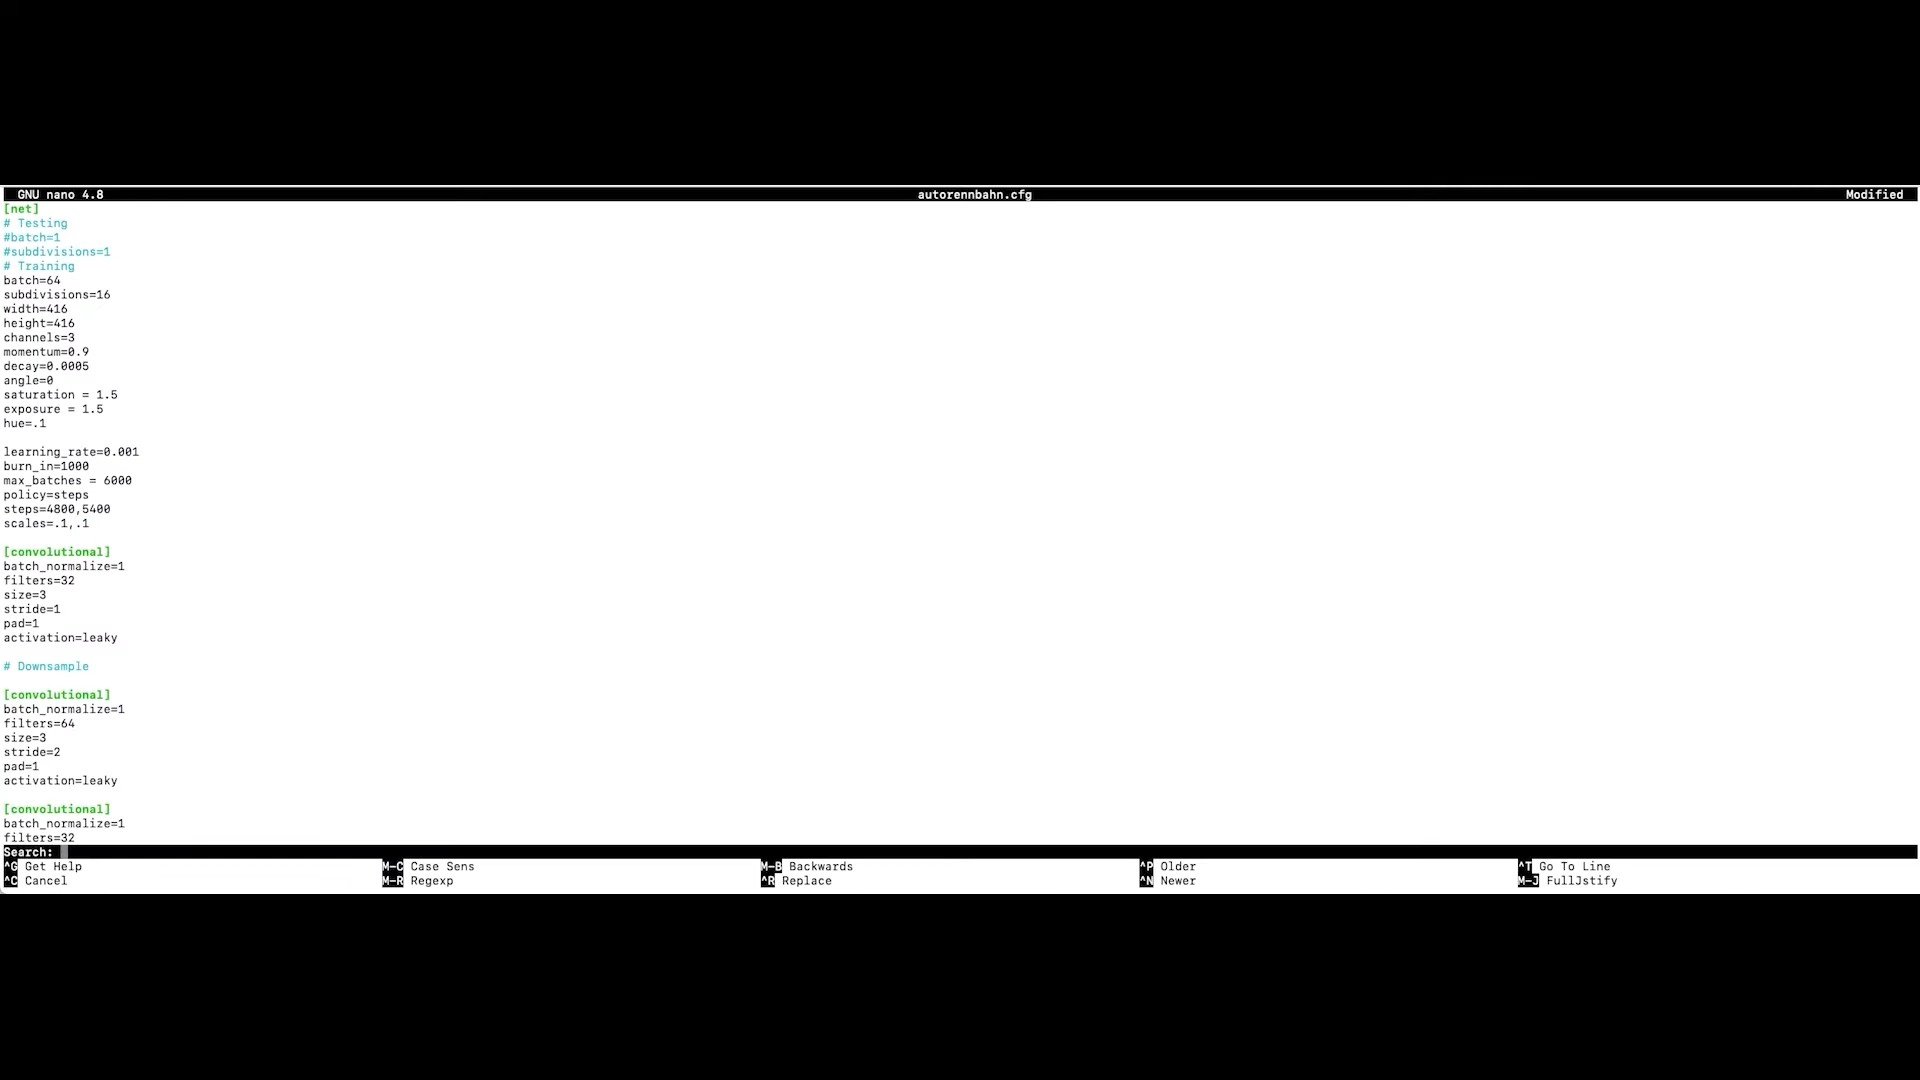 GNU nano 4.8 autorennbahn.cfg Modified
[net]
# Testing
#batch=1
#subdivisions=1
# Training
batch=64
subdivisions=16
width=416
height=416
channels=3
momentum=0.9
decay=0.0005
angle=0
saturation = 1.5
exposure = 1.5
hue=.1
learning_rate=0.001
burn_in=1000
max_batches = 6000
policy=steps
steps=4800,5400
scales=.1,.1
[convolutional]
batch_normalize=1
filters=32
size=3
stride=1
pad=1
activation=leaky
# Downsample
[convolutional]
batch_normalize=1
filters=64
size=3
stride=2
pad=1
activation=leaky
[convolutional]
batch_normalize=1
filters=32
Search:
^G Get Help M-C Case Sens M-B Backwards ^P Older ^T Go To Line
^C Cancel M-R Regexp ^R Replace ^N Newer M-J FullJstify